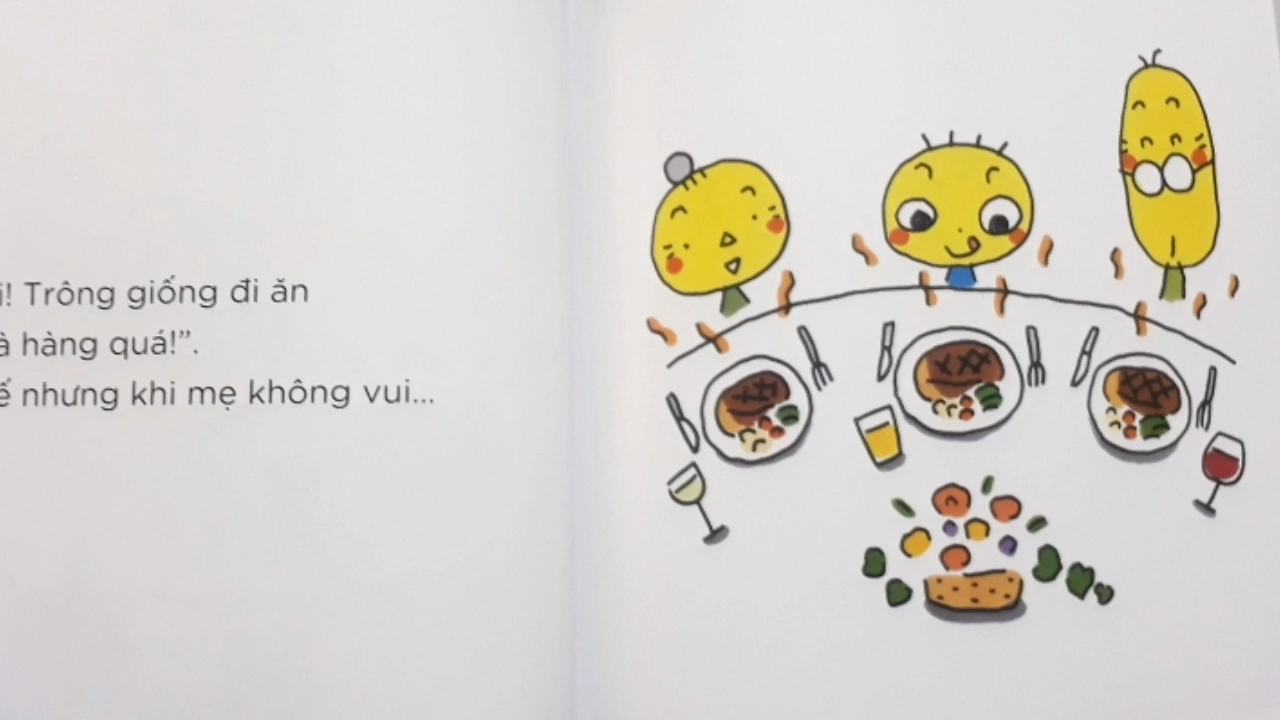 Trông giống đi ăn
hàng quá!”.
nhưng khi mẹ không vui...